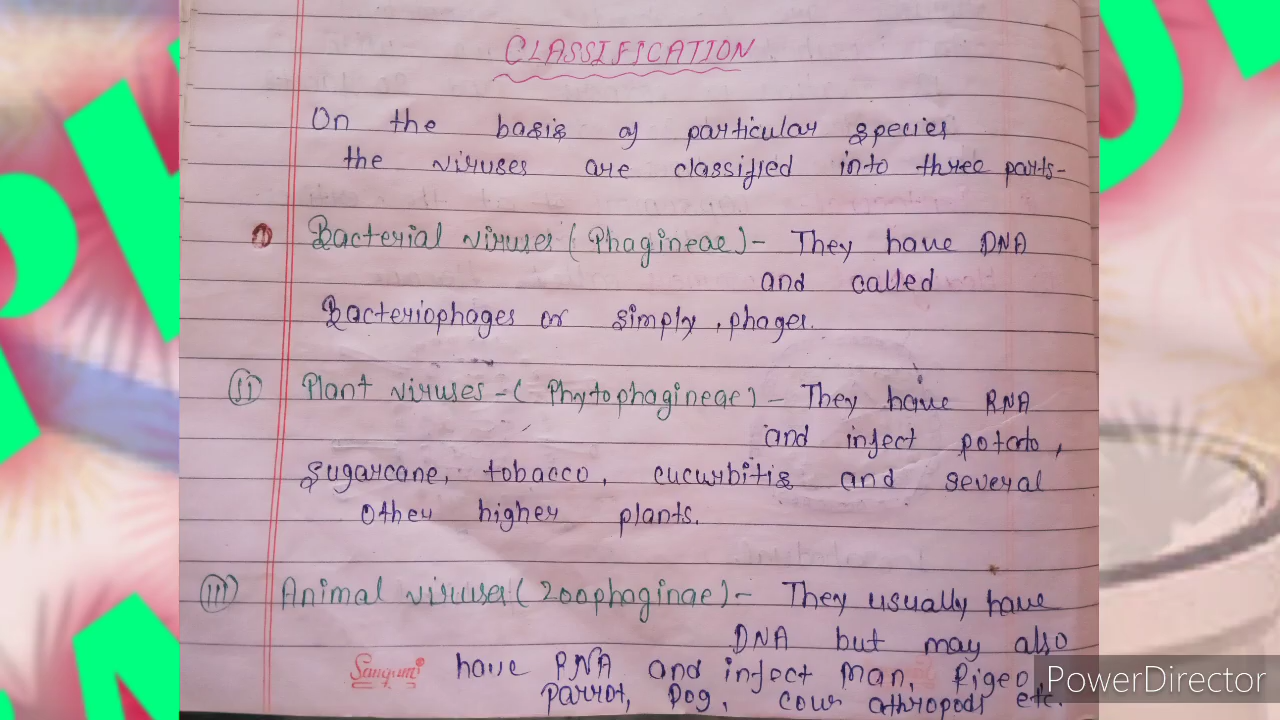 CLASSIFICATION
On the basis of particular species
the viruses are classified into three parts-
Bacterial viruses (Phagineae)- They have DNA
and called
Bacteriophages or simply, phages.
(II) Plant viruses -( Phytophagineae) - They have RNA
and infect potato,
sugarcane, tobacco, cucurbitis and several
other higher plants.
(III) Animal viruses (Zoophaginae)- They usually have
DNA but may also
Sangum have RNA and infect Man,
parrot, Dog, cow athropods etc.
PowerDirector